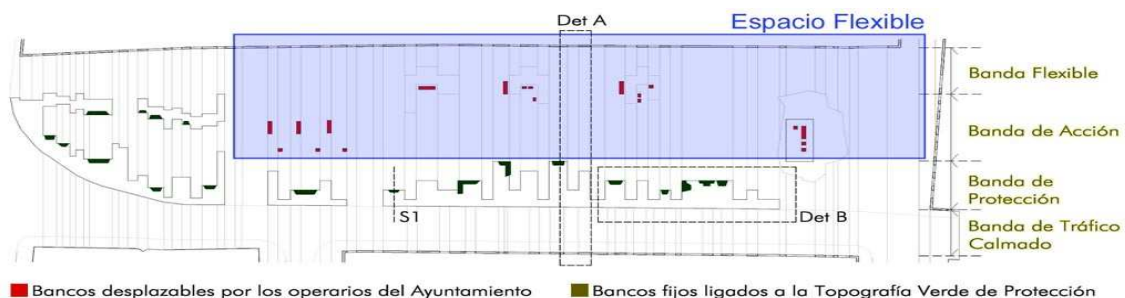 Det A
Espacio Flexible
Banda Flexible
Banda de Acción
Banda de
Protección
S1
Det B
Banda de Tráfico
Calmado
Bancos desplazables por los operarios del Ayuntamiento
Bancos fijos ligados a la Topografía Verde de Protección